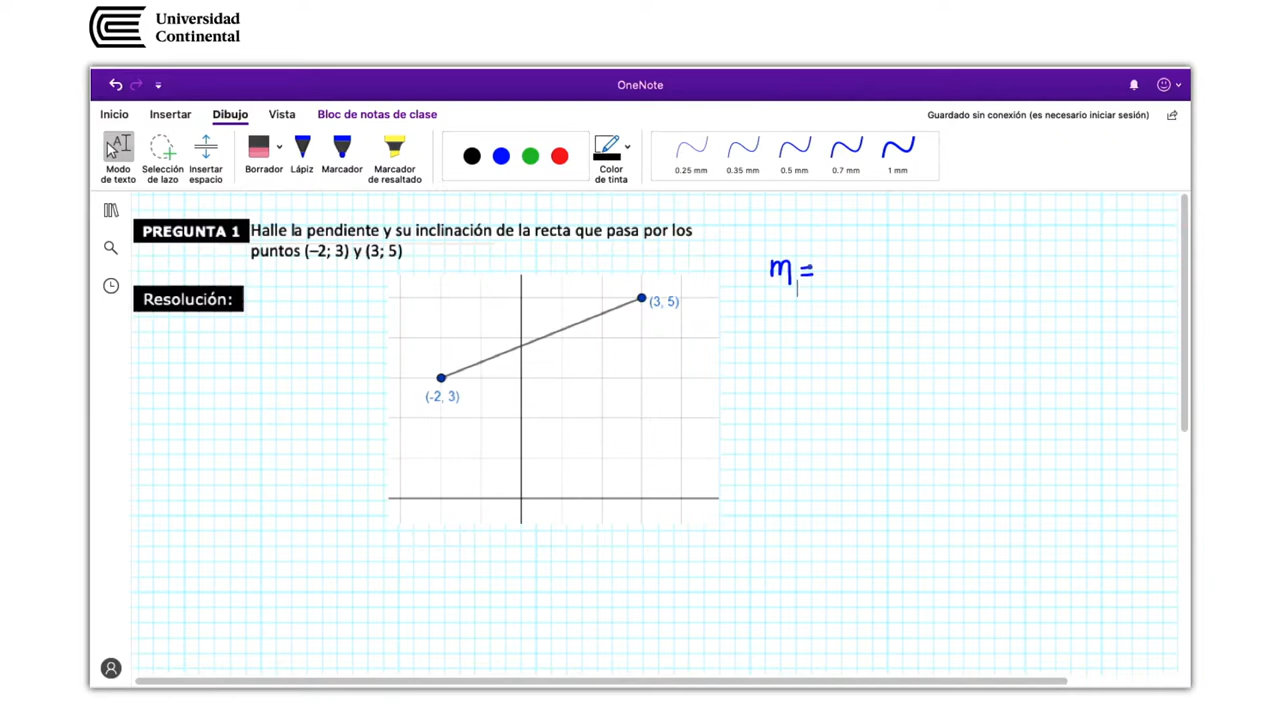 Universidad
Continental
OneNote
Inicio Insertar Dibujo Vista Bloc de notas de clase Guardado sin conexión (es necesario iniciar sesión)
Modo de texto Selección de lazo Insertar espacio Borrador Lápiz Marcador Marcador de resaltado Color de tinta 0.25 mm 0.35 mm 0.5 mm 0.7 mm 1 mm
PREGUNTA 1 Halle la pendiente y su inclinación de la recta que pasa por los
puntos (–2; 3) y (3; 5)
m =
Resolución:
(3, 5)
(-2, 3)